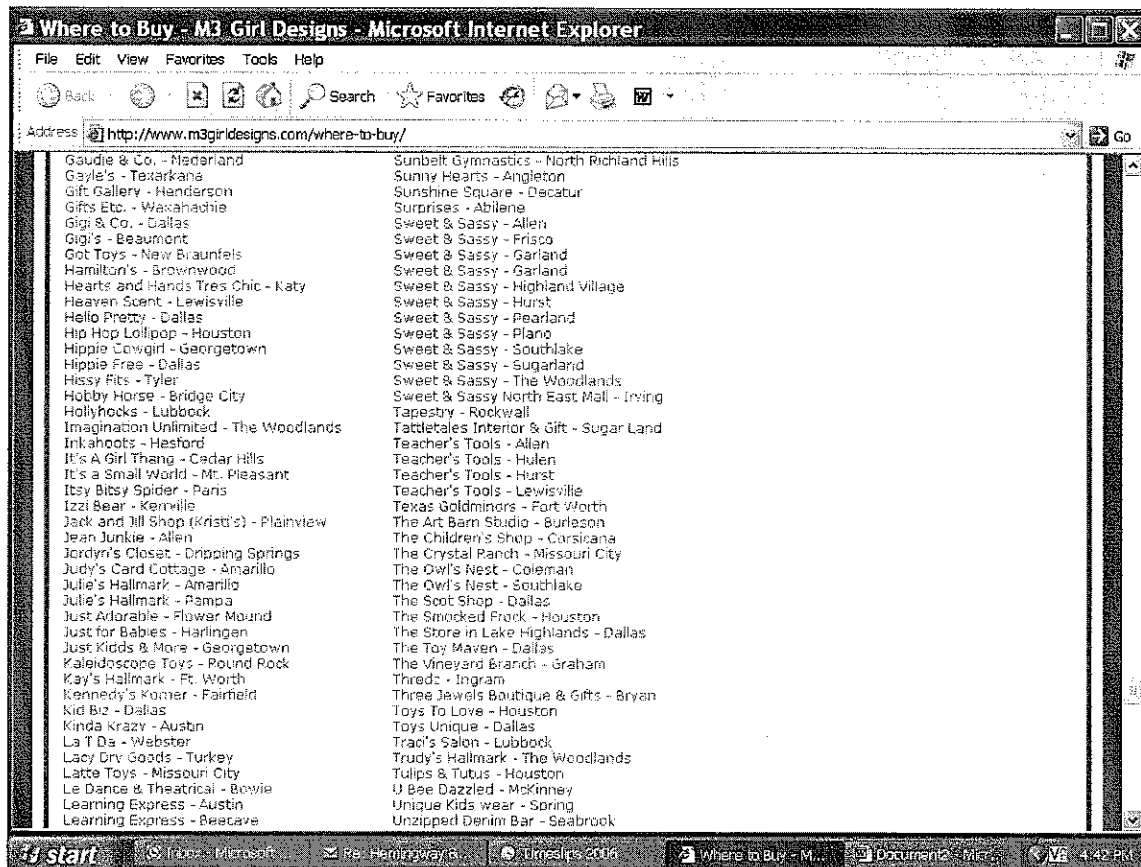 Where to Buy - M3 Girl Designs - Microsoft Internet Explorer
File Edit View Favorites Tools Help
Back Search Favorites
Address http://www.m3girldesigns.com/where-to-buy/ Go
Gaudie & Co. - Nederland
Gayle's - Texarkana
Gift Gallery - Henderson
Gifts Etc. - Waxahachie
Gigi & Co. - Dallas
Gigi's - Beaumont
Got Toys - New Braunfels
Hamilton's - Brownwood
Hearts and Hands Tres Chic - Katy
Heaven Scent - Lewisville
Hello Pretty - Dallas
Hip Hop Lollipop - Houston
Hippie Cowgirl - Georgetown
Hippie Free - Dallas
Hissy Fits - Tyler
Hobby Horse - Bridge City
Hollyhocks - Lubbock
Imagination Unlimited - The Woodlands
Inkahoots - Hesford
It's A Girl Thang - Cedar Hills
It's a Small World - Mt. Pleasant
Itsy Bitsy Spider - Paris
Izzi Bear - Kerrville
Jack and Jill Shop (Kristi's) - Plainview
Jean Junkie - Allen
Jordyn's Closet - Dripping Springs
Judy's Card Cottage - Amarillo
Julie's Hallmark - Amarillo
Julie's Hallmark - Pampa
Just Adorable - Flower Mound
Just for Babies - Harlingen
Just Kidds & More - Georgetown
Kaleidoscope Toys - Round Rock
Kay's Hallmark - Ft. Worth
Kennedy's Korner - Fairfield
Kid Biz - Dallas
Kinda Krazy - Austin
La T Da - Webster
Lacy Dry Goods - Turkey
Latte Toys - Missouri City
Le Dance & Theatrical - Bowie
Learning Express - Austin
Learning Express - Beecave
Sunbelt Gymnastics - North Richland Hills
Sunny Hearts - Angleton
Sunshine Square - Decatur
Surprises - Abilene
Sweet & Sassy - Allen
Sweet & Sassy - Frisco
Sweet & Sassy - Garland
Sweet & Sassy - Garland
Sweet & Sassy - Highland Village
Sweet & Sassy - Hurst
Sweet & Sassy - Pearland
Sweet & Sassy - Plano
Sweet & Sassy - Southlake
Sweet & Sassy - Sugarland
Sweet & Sassy - The Woodlands
Sweet & Sassy North East Mall - Irving
Tapestry - Rockwall
Tattletales Interior & Gift - Sugar Land
Teacher's Tools - Allen
Teacher's Tools - Hulen
Teacher's Tools - Hurst
Teacher's Tools - Lewisville
Texas Goldminors - Fort Worth
The Art Barn Studio - Burleson
The Children's Shop - Corsicana
The Crystal Ranch - Missouri City
The Owl's Nest - Coleman
The Owl's Nest - Southlake
The Scot Shop - Dallas
The Smocked Frock - Houston
The Store in Lake Highlands - Dallas
The Toy Maven - Dallas
The Vineyard Branch - Graham
Thredz - Ingram
Three Jewels Boutique & Gifts - Bryan
Toys To Love - Houston
Toys Unique - Dallas
Traci's Salon - Lubbock
Trudy's Hallmark - The Woodlands
Tulips & Tutus - Houston
U Bee Dazzled - McKinney
Unique Kids wear - Spring
Unzipped Denim Bar - Seabrook
start Inbox - Microsoft ... Re: Hemingway & ... Timeslips 2006 Where to Buy - M... Document2 - Micr... 4:42 PM